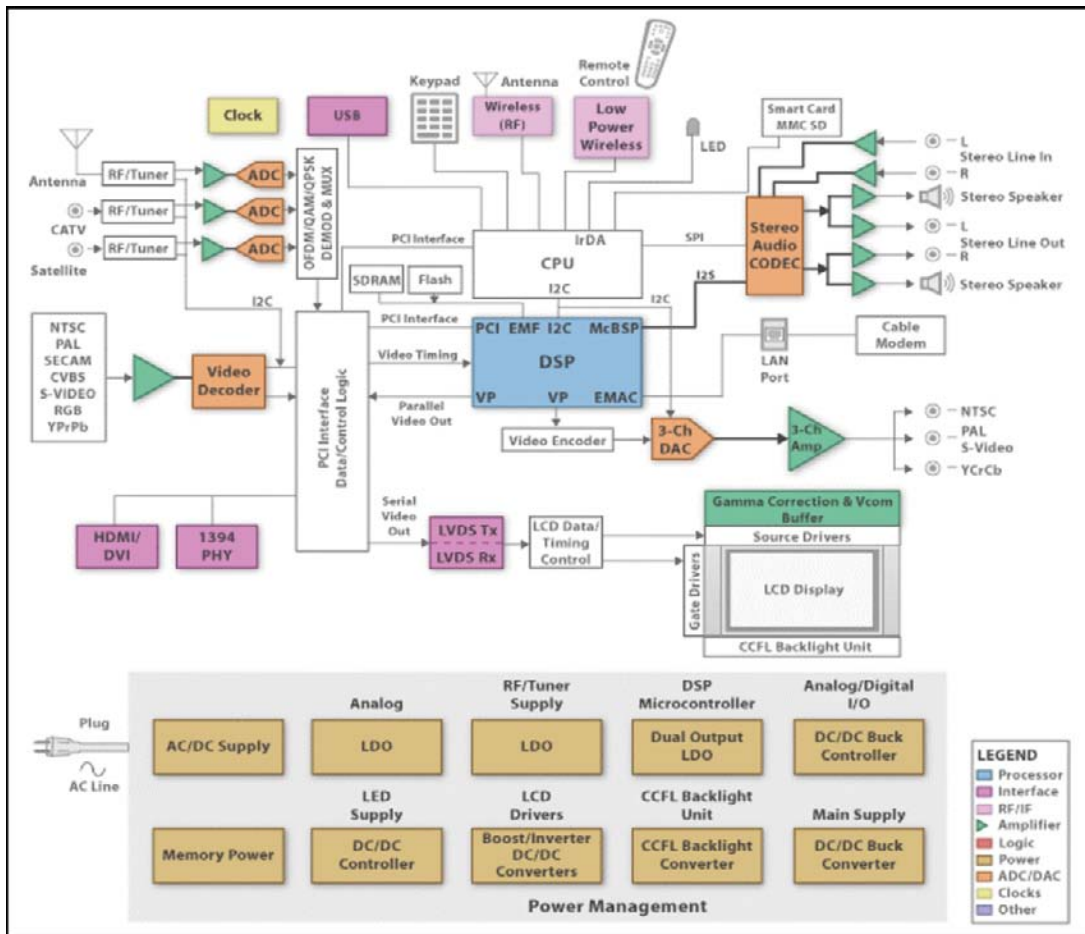 Remote
Control
Keypad
Antenna
Clock
USB
Wireless
(RF)
Low
Power
Wireless
LED
Smart Card
MMC SD
L
Stereo Line In
R
Stereo Speaker
L
Stereo Line Out
R
Stereo Speaker
Stereo
Audio
CODEC
Antenna
RF/Tuner
ADC
CATV
RF/Tuner
ADC
Satellite
RF/Tuner
ADC
OFDM/QAM/QPSK
DEMOD & MUX
PCI Interface
IrDA
CPU
I2C
SPI
I2S
I2C
SDRAM
Flash
I2C
PCI Interface
PCI EMF I2C McBSP
DSP
VP VP EMAC
Video Timing
Parallel
Video Out
LAN
Port
Cable
Modem
NTSC
PAL
SECAM
CVBS
S-VIDEO
RGB
YPrPb
Video
Decoder
PCI Interface
Data/Control Logic
Video Encoder
3-Ch
DAC
3-Ch
Amp
NTSC
PAL
S-Video
YCrCb
HDMI/
DVI
1394
PHY
Serial
Video
Out
LVDS Tx
LVDS Rx
LCD Data/
Timing
Control
Gamma Correction & Vcom
Buffer
Source Drivers
Gate Drivers
LCD Display
CCFL Backlight Unit
Plug
AC Line
AC/DC Supply
Analog
LDO
RF/Tuner
Supply
LDO
DSP
Microcontroller
Dual Output
LDO
Analog/Digital
I/O
DC/DC Buck
Controller
Memory Power
LED
Supply
DC/DC
Controller
LCD
Drivers
Boost/Inverter
DC/DC
Converters
CCFL Backlight
Unit
CCFL Backlight
Converter
Main Supply
DC/DC Buck
Converter
Power Management
LEGEND
Processor
Interface
RF/IF
Amplifier
Logic
Power
ADC/DAC
Clocks
Other